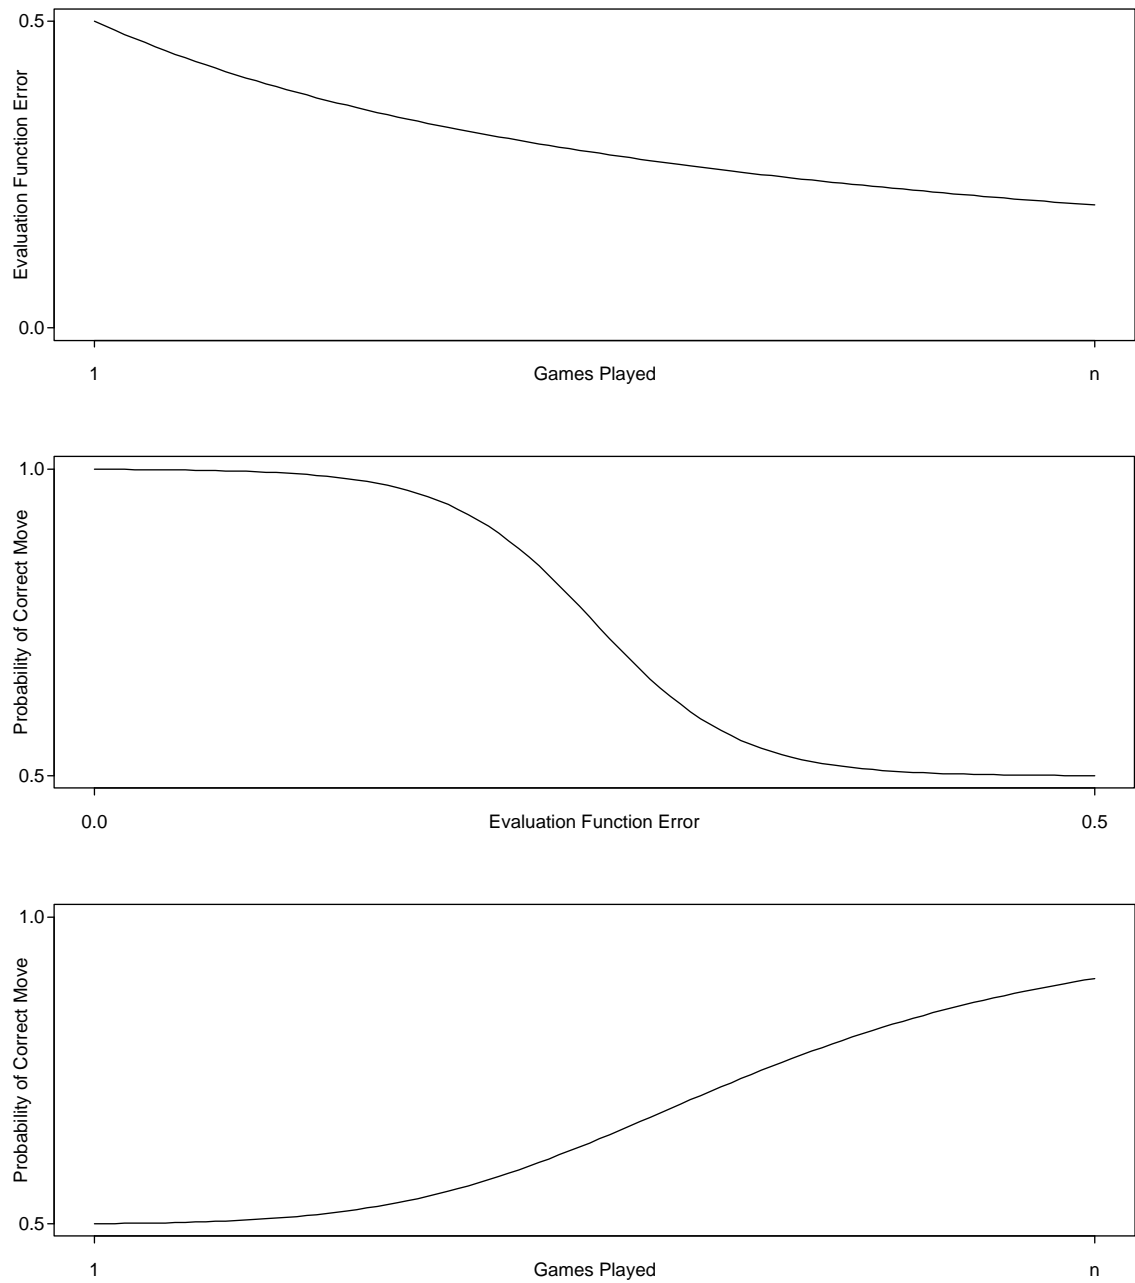 0.5
Evaluation Function Error
0.0
1 Games Played n
1.0
Probability of Correct Move
0.5
0.0 Evaluation Function Error 0.5
1.0
Probability of Correct Move
0.5
1 Games Played n